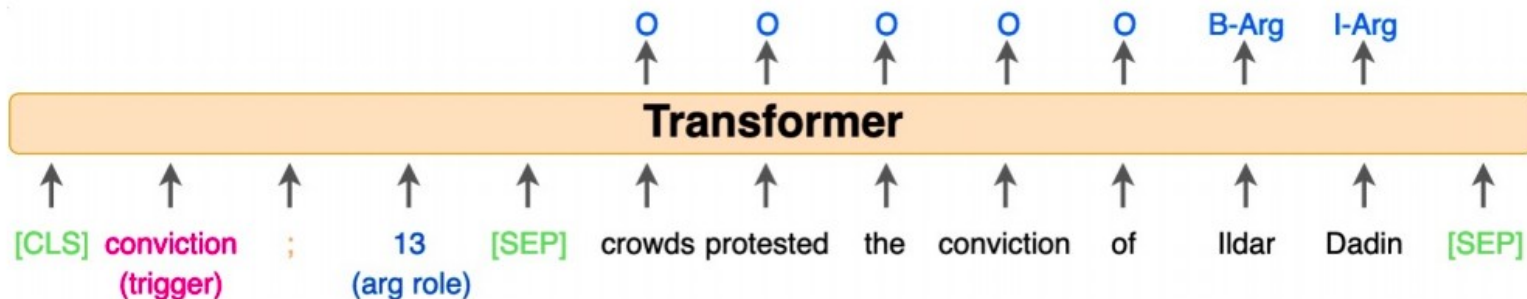 O O O O O B-Arg I-Arg
Transformer
[CLS] conviction ; 13 [SEP] crowds protested the conviction of Ildar Dadin [SEP]
(trigger) (arg role)